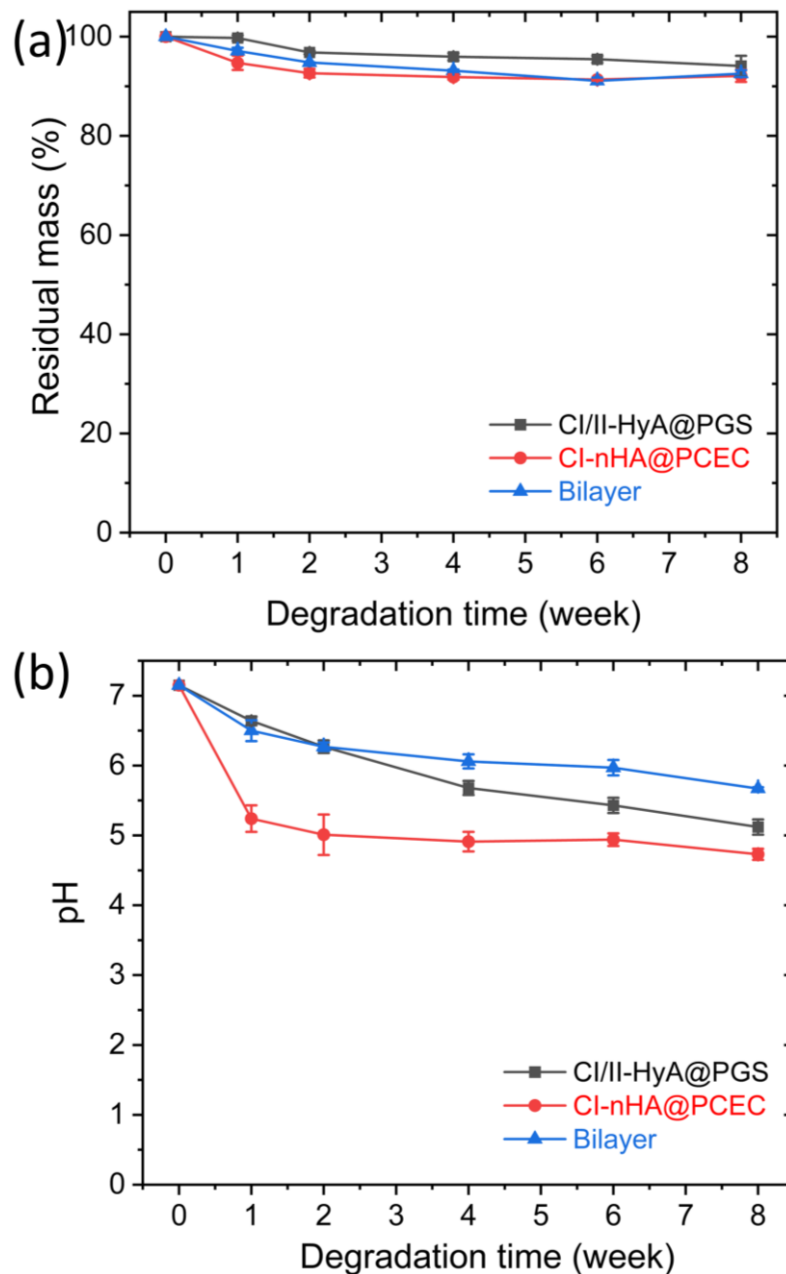 (a)
100
80
60
40
20
0
Residual mass (%)
CI/II-HyA@PGS
CI-nHA@PCEC
Bilayer
0 1 2 3 4 5 6 7 8
Degradation time (week)
(b)
7
6
5
4
3
2
1
0
pH
CI/II-HyA@PGS
CI-nHA@PCEC
Bilayer
0 1 2 3 4 5 6 7 8
Degradation time (week)